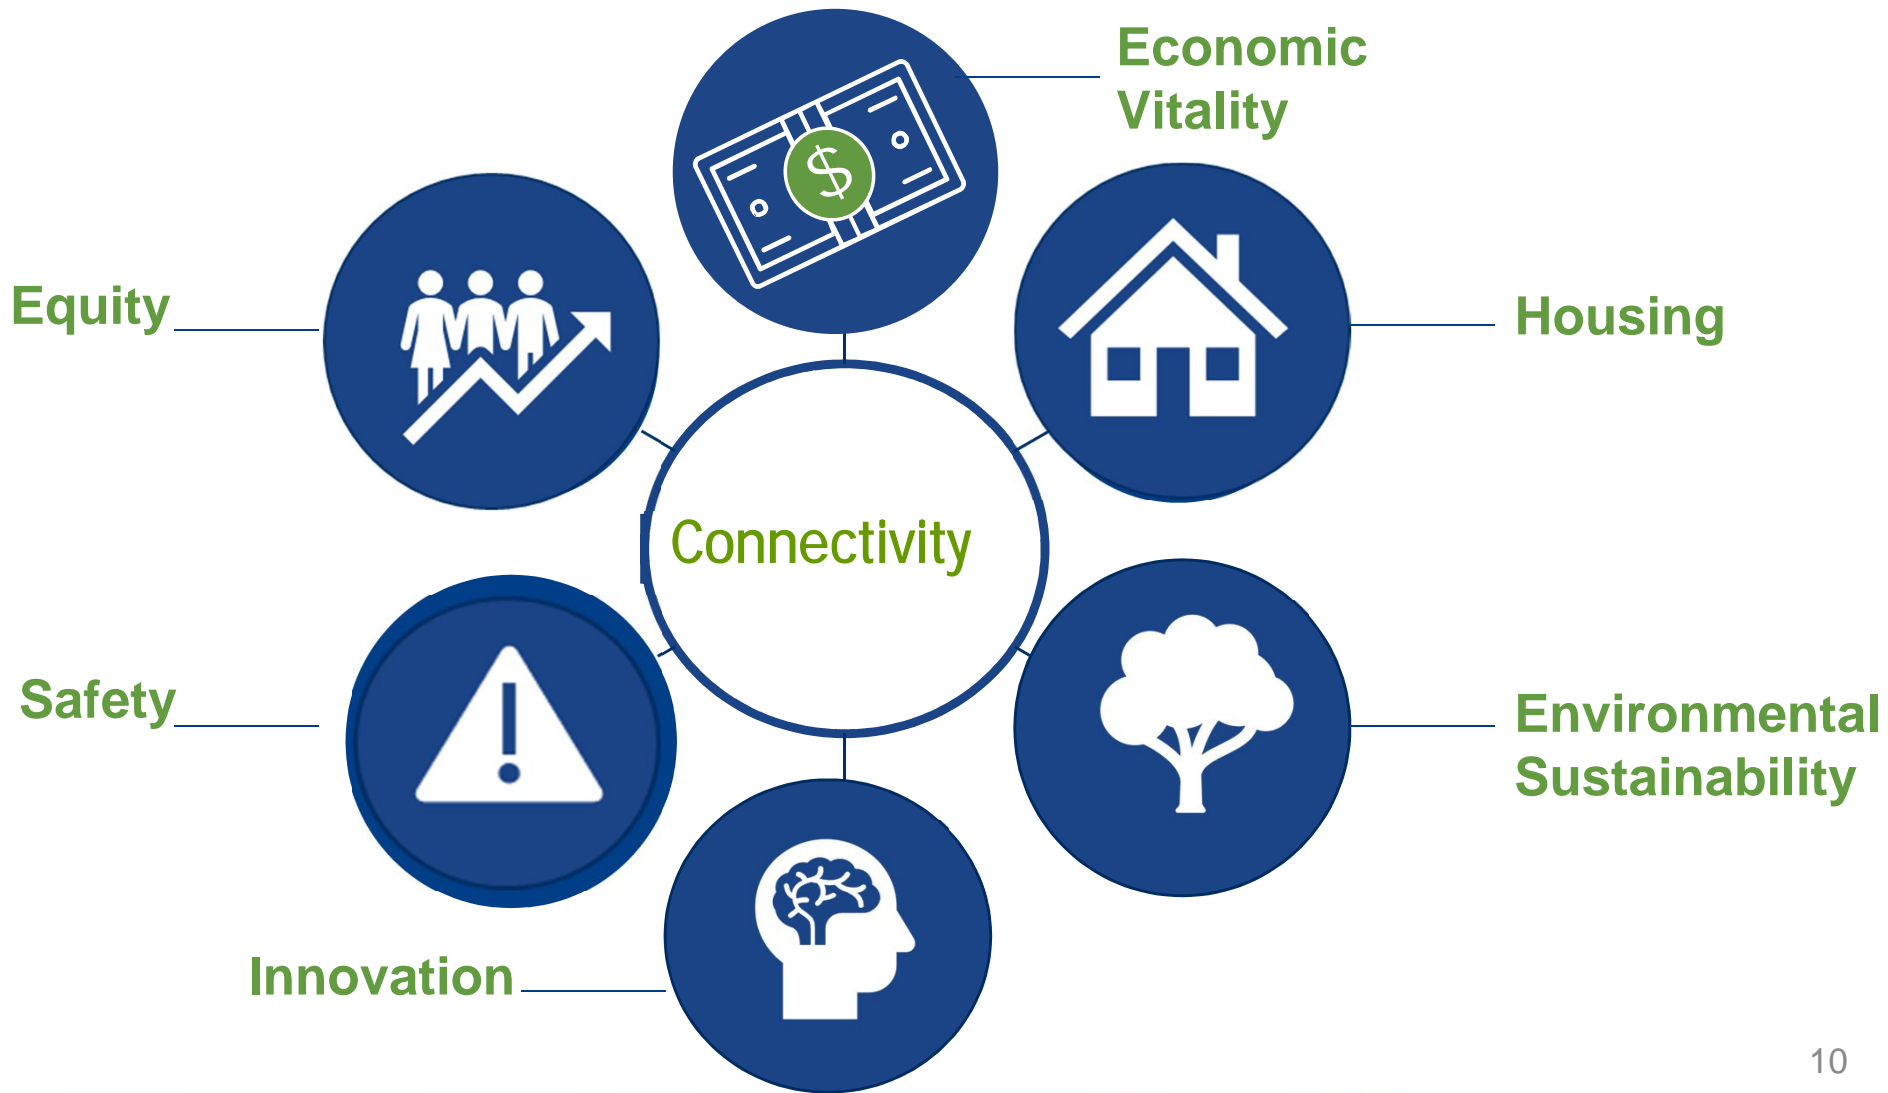 Economic
Vitality
$
Equity
Housing
Connectivity
Safety
Environmental
Sustainability
Innovation
10